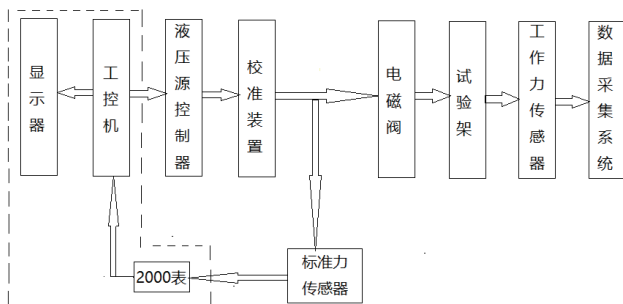 显示器
工控机
液压源控制器
校准装置
电磁阀
试验架
工作力传感器
数据采集系统
2000表
标准力
传感器